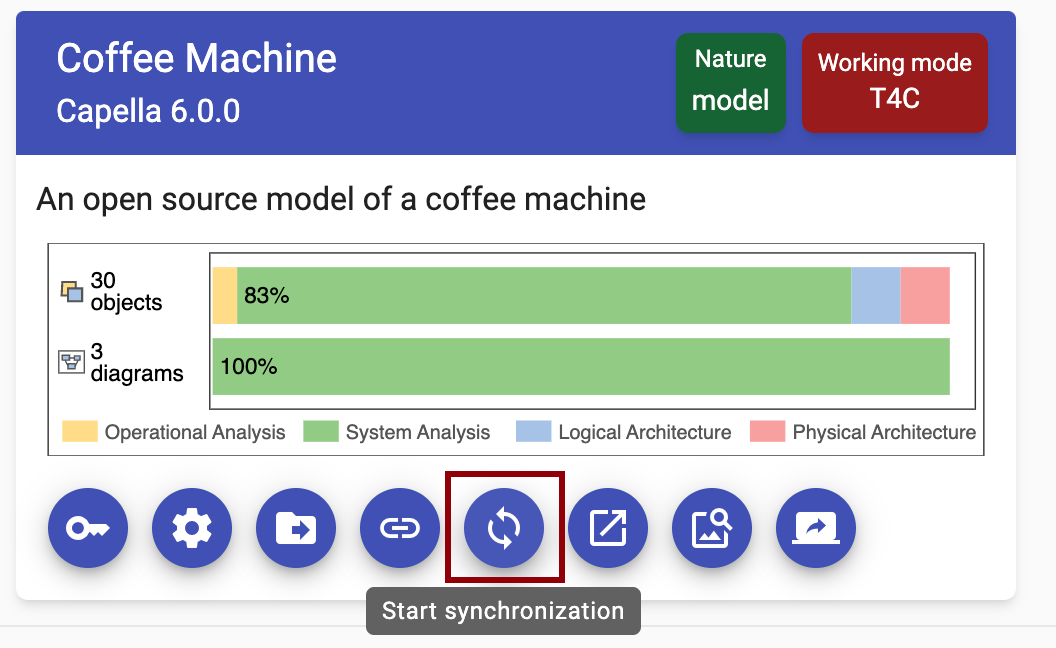 Coffee Machine
Capella 6.0.0
Nature
model
Working mode
T4C
An open source model of a coffee machine
30
objects
83%
3
diagrams
100%
Operational Analysis
System Analysis
Logical Architecture
Physical Architecture
Start synchronization